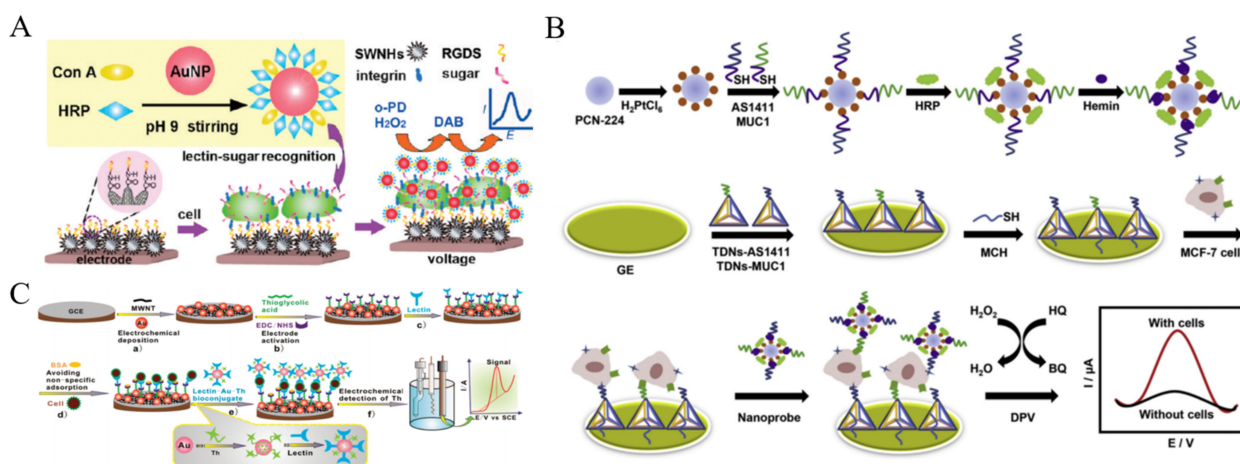 A
Con A
HRP
AuNP
pH 9 stirring
SWNHs
RGDS
integrin
sugar
o-PD
H₂O₂
DAB
I
E
lectin-sugar recognition
cell
electrode
voltage
B
PCN-224
H₂PtCl₆
SH SH
AS1411
MUC1
HRP
Hemin
GE
TDNs-AS1411
TDNs-MUC1
SH
MCH
MCF-7 cell
Nanoprobe
H₂O₂
HQ
H₂O
BQ
DPV
I / μA
With cells
Without cells
E / V
C
GCE
MWNT
Au
Electrochemical
deposition
a)
Thioglycolic
acid
EDC/NHS
Electrode
activation
b)
Lectin
c)
BSA
Avoiding
non-specific
adsorption
Cell
d)
Lectin-Au-Th
bioconjugate
e)
Electrochemical
detection of Th
f)
Signal
I A
E V vs SCE
Au
Th
Lectin